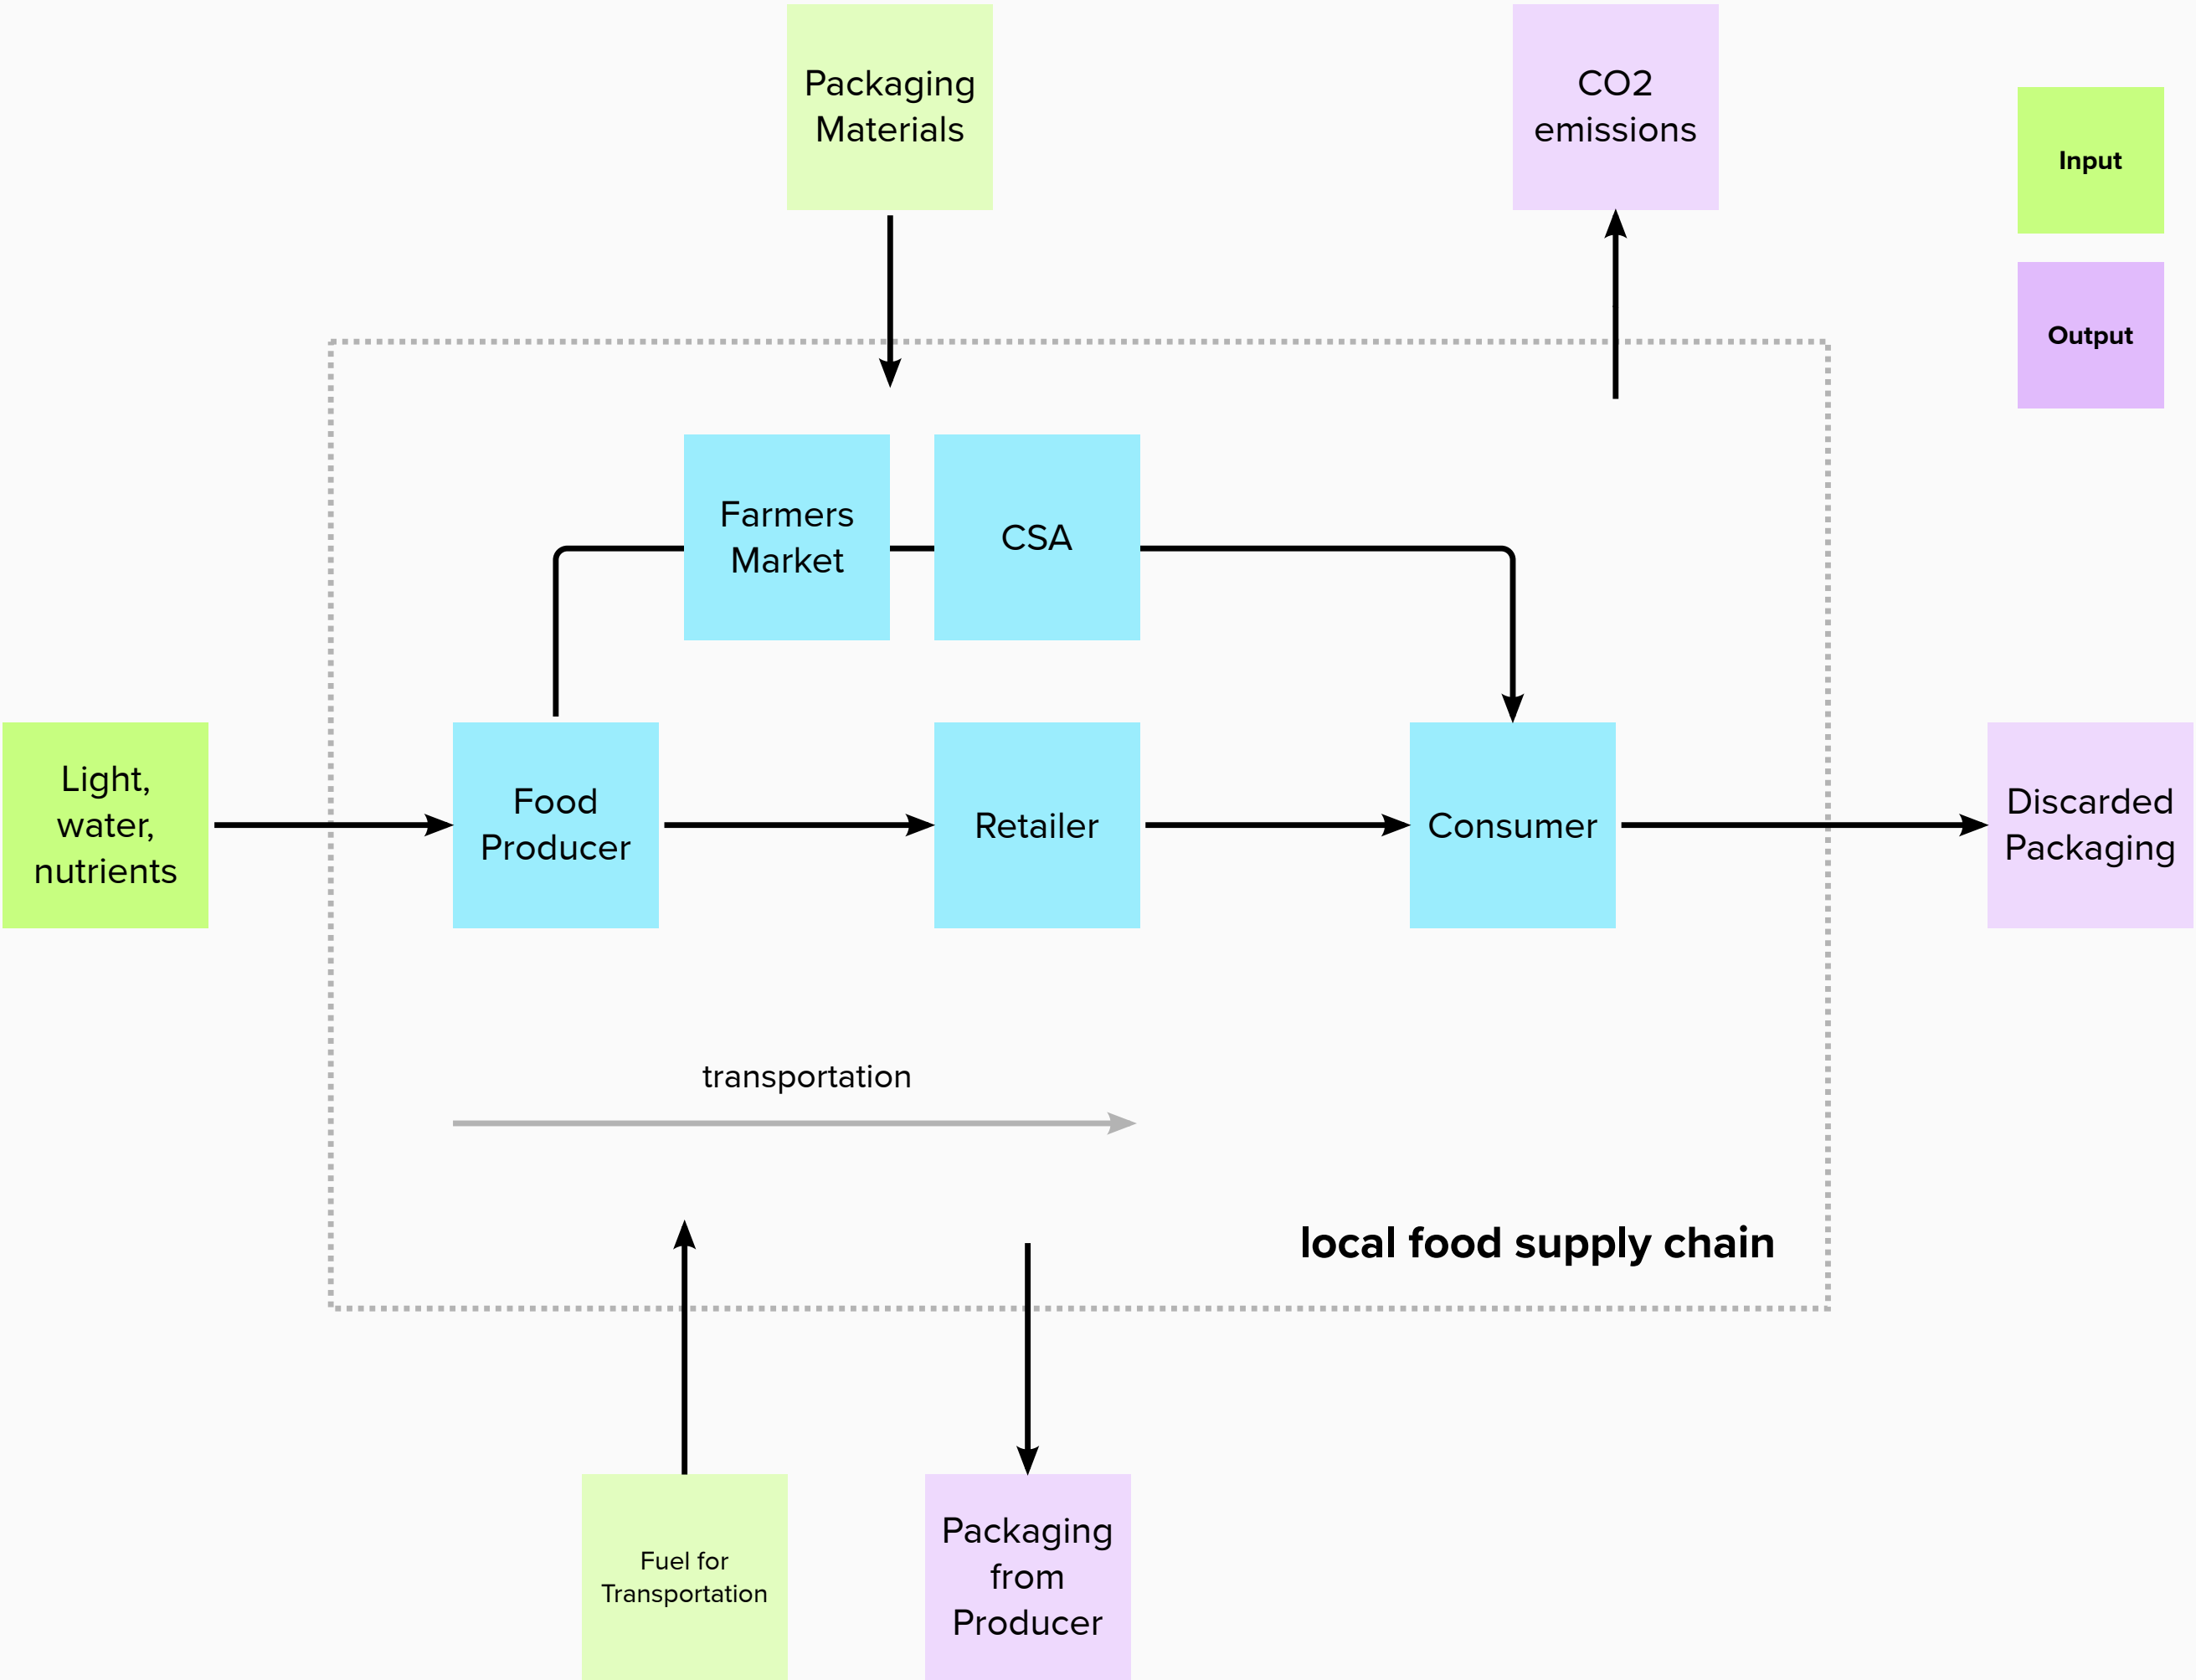 Packaging
Materials
CO2
emissions
Input
Output
Farmers
Market
CSA
Light,
water,
nutrients
Food
Producer
Retailer
Consumer
Discarded
Packaging
transportation
local food supply chain
Fuel for
Transportation
Packaging
from
Producer